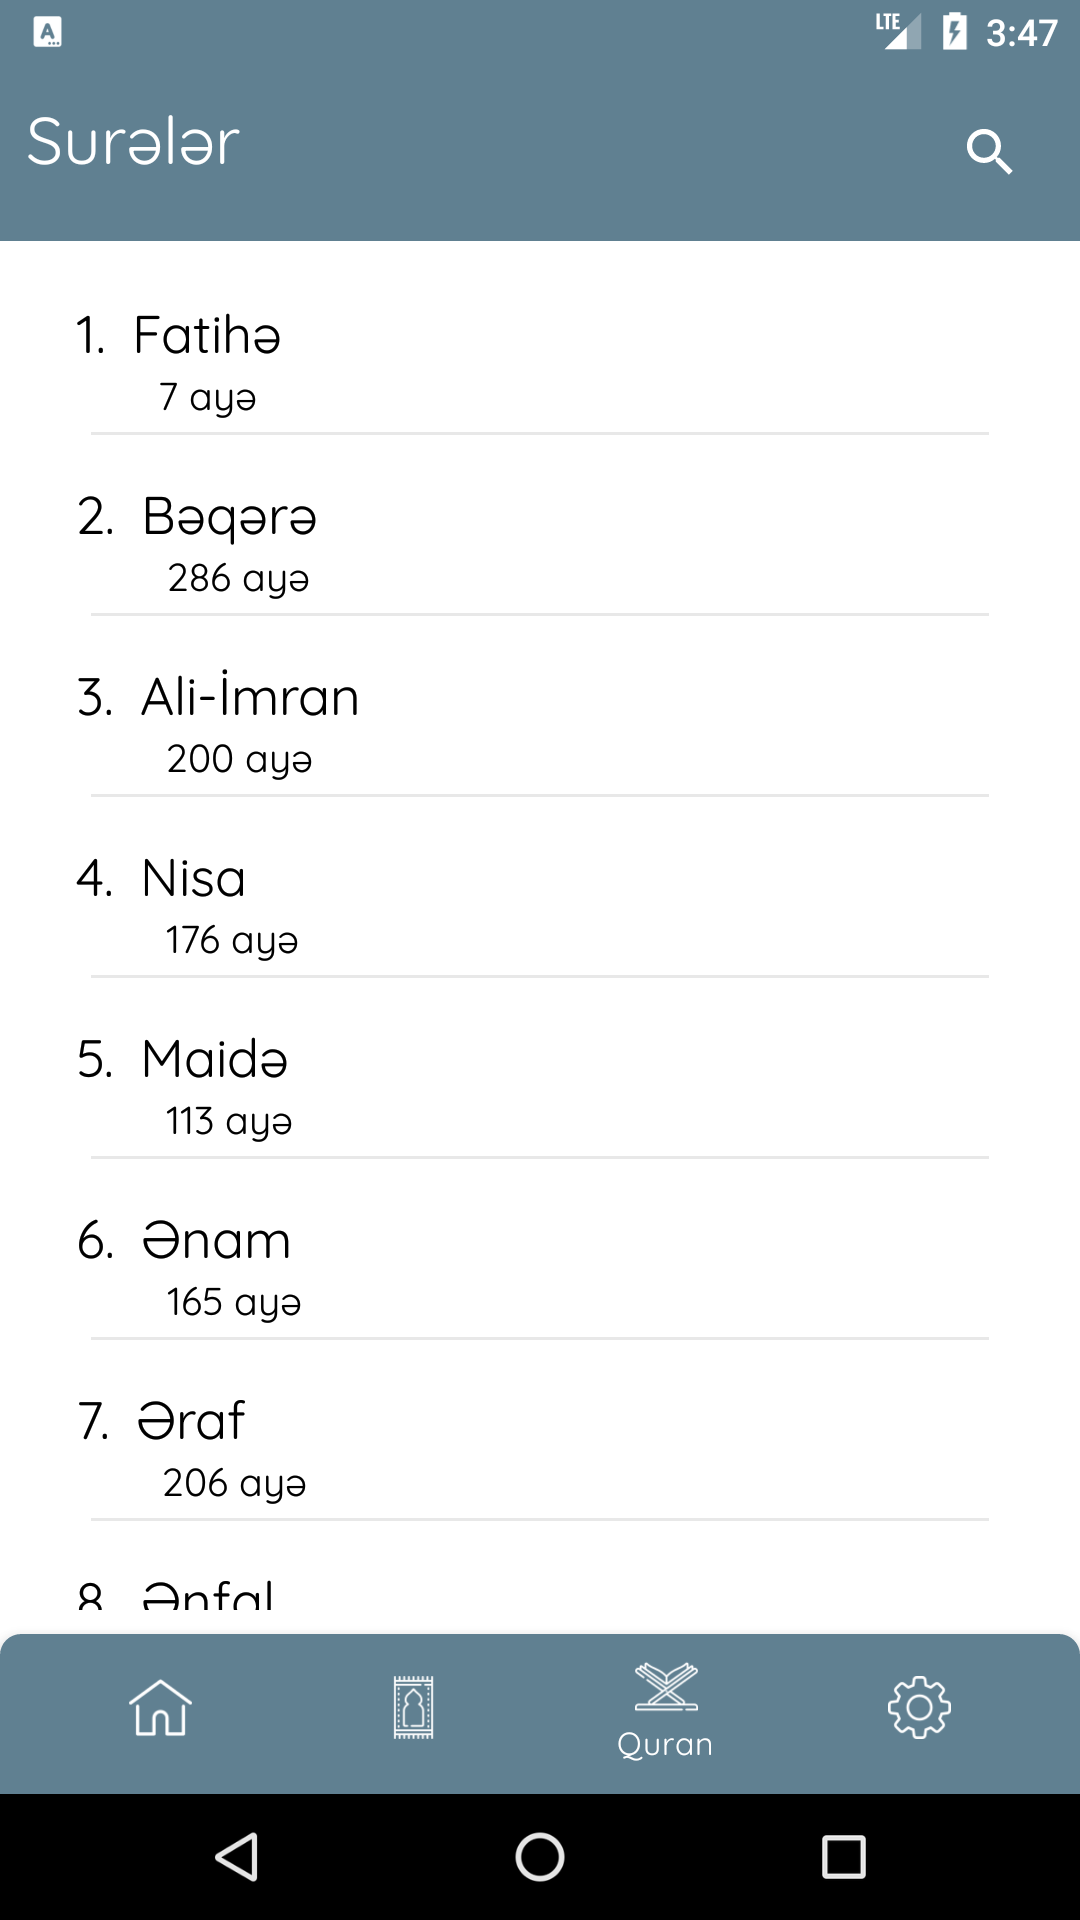 LTE 3:47
Surələr
1. Fatihə
7 ayə
2. Bəqərə
286 ayə
3. Ali-İmran
200 ayə
4. Nisa
176 ayə
5. Maidə
113 ayə
6. Ənam
165 ayə
7. Əraf
206 ayə
8. Ənfal
Quran